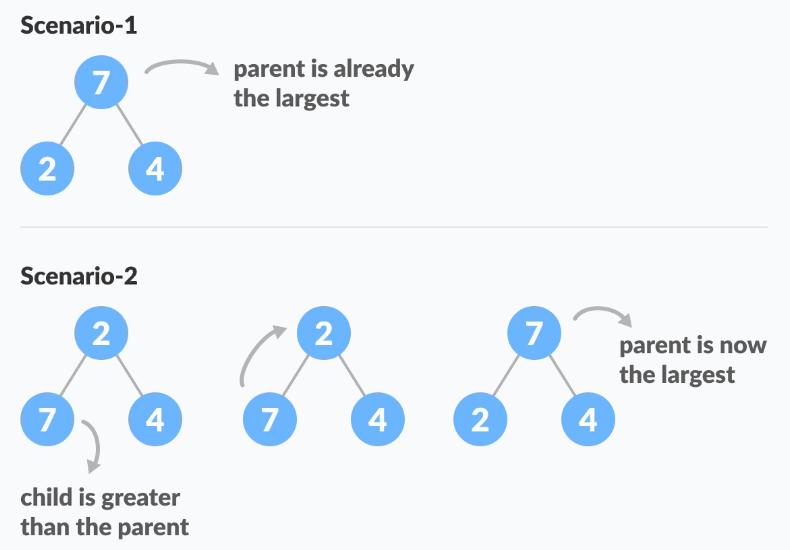 Scenario-1
7
parent is already
the largest
2 4
Scenario-2
2 2 7
parent is now
the largest
7 4 7 4 2 4
child is greater
than the parent